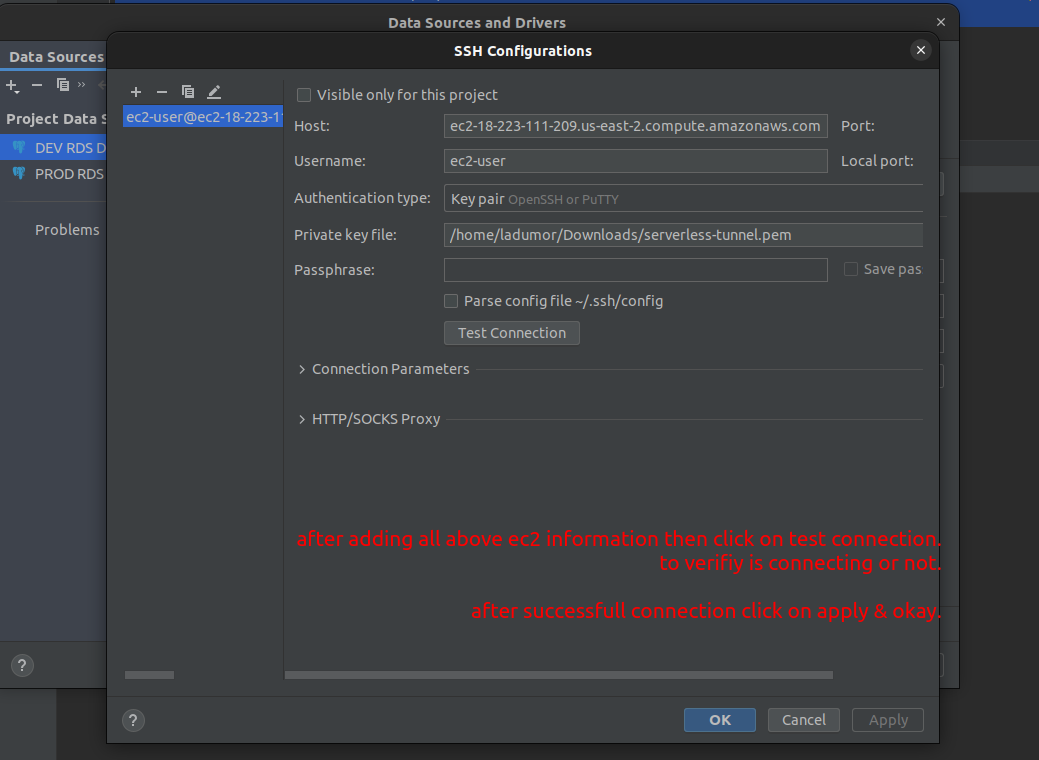 Data Sources and Drivers
SSH Configurations
Data Sources
Project Data S
DEV RDS D
PROD RDS
Problems
ec2-user@ec2-18-223-11
Visible only for this project
Host: ec2-18-223-111-209.us-east-2.compute.amazonaws.com Port:
Username: ec2-user Local port:
Authentication type: Key pair OpenSSH or PuTTY
Private key file: /home/ladumor/Downloads/serverless-tunnel.pem
Passphrase: Save pas
Parse config file ~/.ssh/config
Test Connection
Connection Parameters
HTTP/SOCKS Proxy
after adding all above ec2 information then click on test connection.
to verifiy is connecting or not.
after successfull connection click on apply & okay.
?
?
OK Cancel Apply